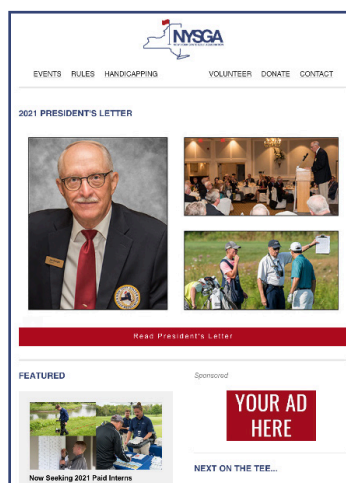 NYSGA
EVENTS RULES HANDICAPPING VOLUNTEER DONATE CONTACT
2021 PRESIDENT'S LETTER
Read President's Letter
FEATURED
Sponsored
YOUR AD
HERE
NEXT ON THE TEE...
Now Seeking 2021 Paid Interns